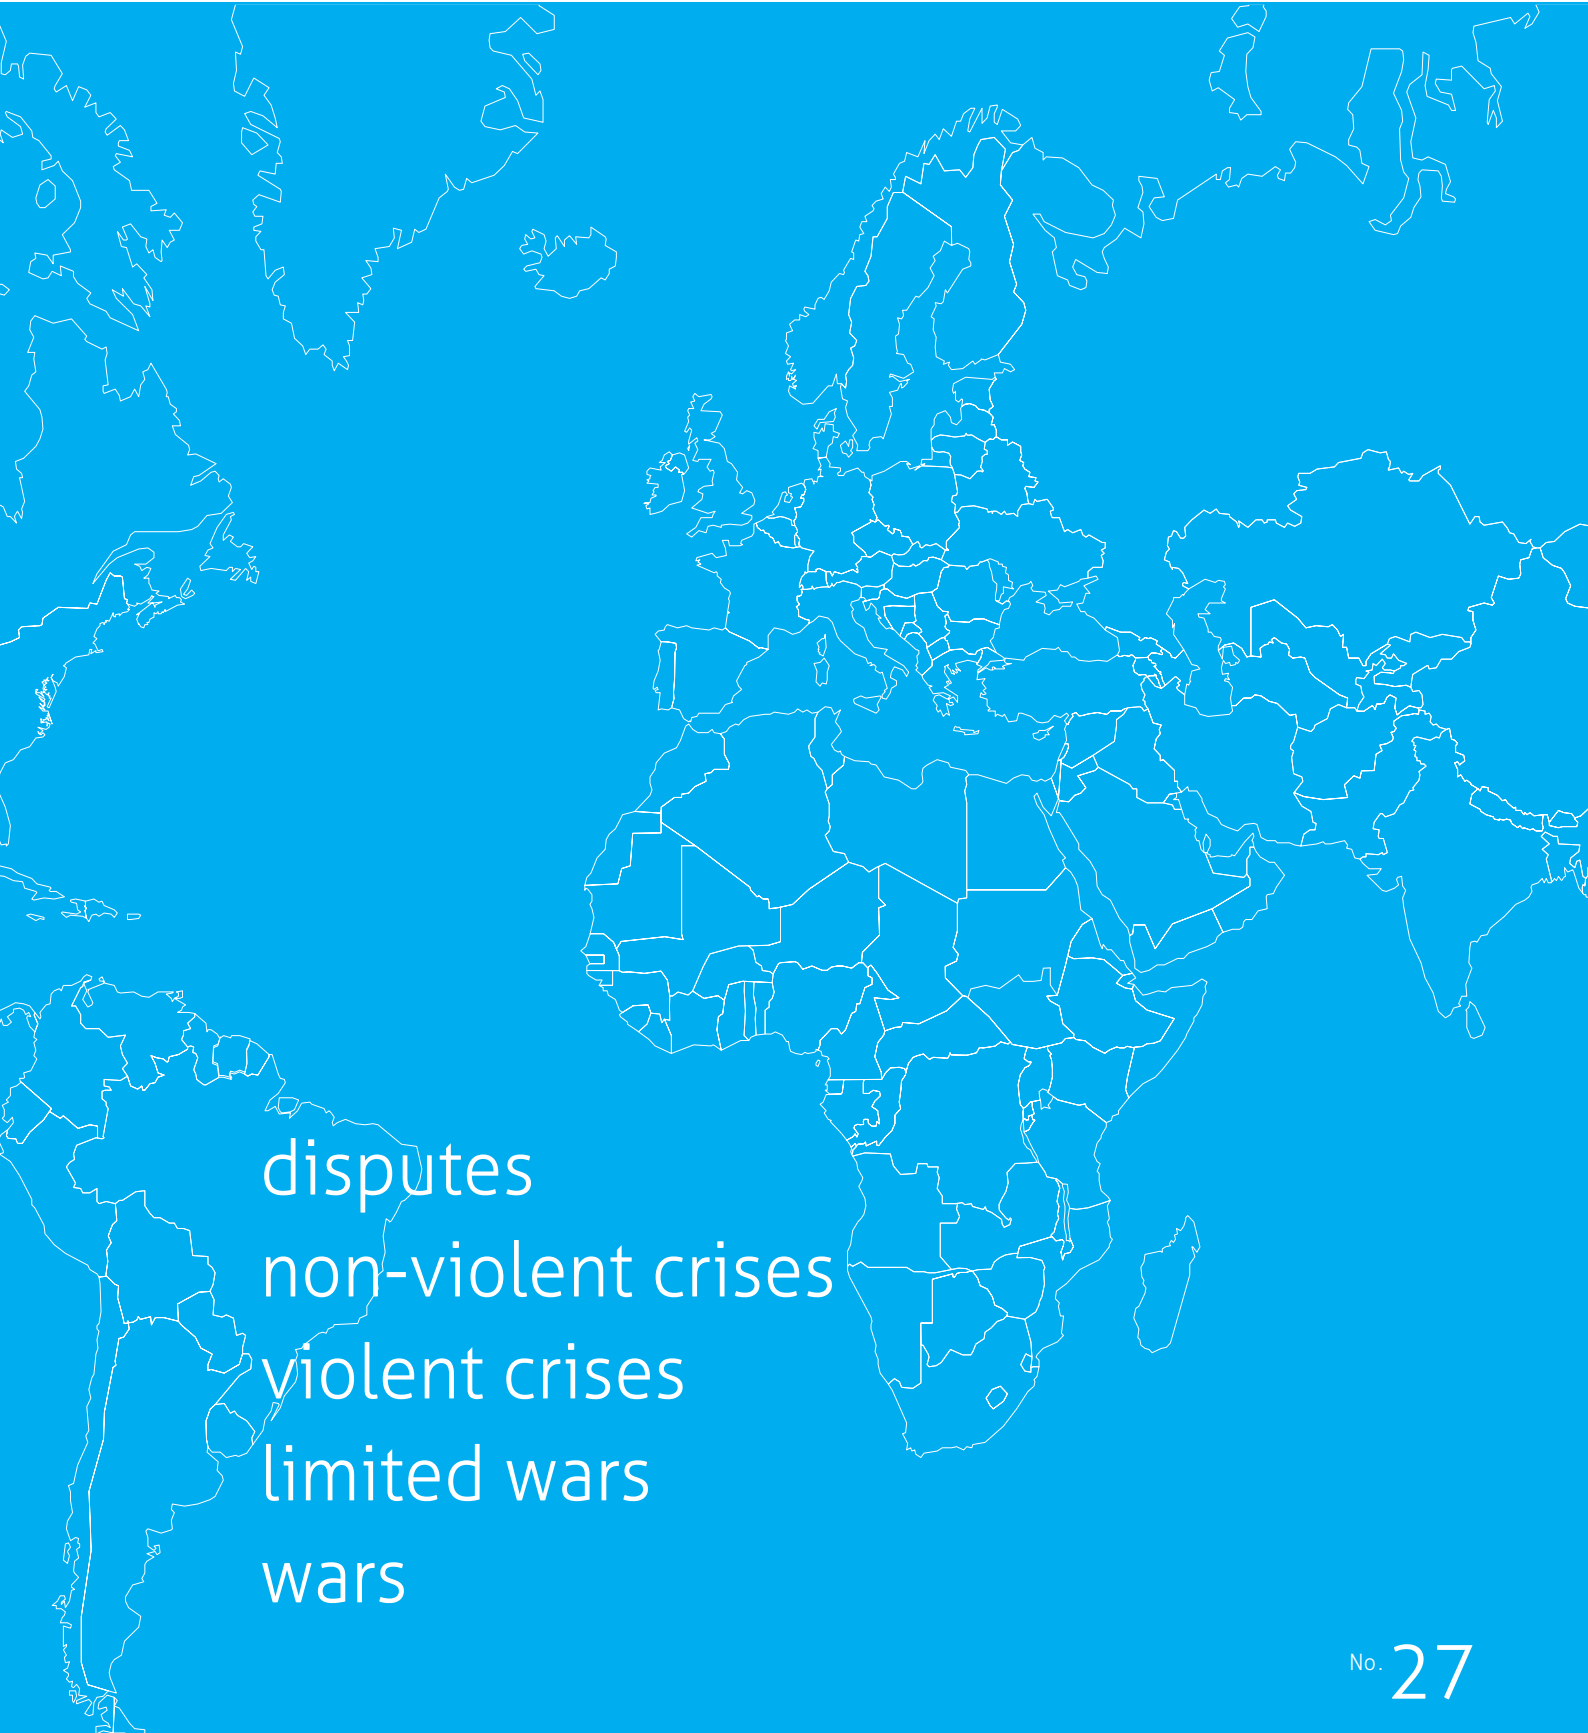 disputes
non-violent crises
violent crises
limited wars
wars
No. 27